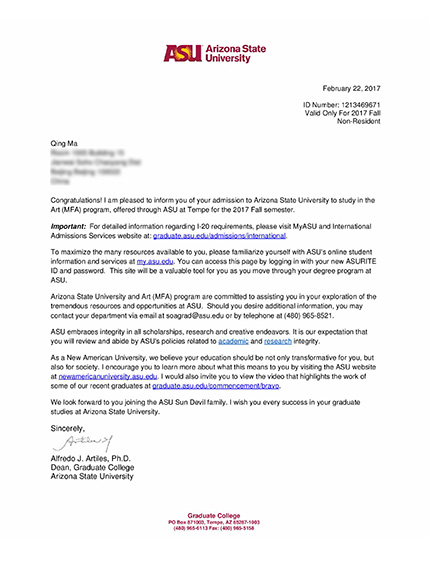 ASU Arizona State
University
February 22, 2017
ID Number: 1213469671
Valid Only For 2017 Fall
Non-Resident
Qing Ma
Congratulations! I am pleased to inform you of your admission to Arizona State University to study in the
Art (MFA) program, offered through ASU at Tempe for the 2017 Fall semester.
Important: For detailed information regarding I-20 requirements, please visit MyASU and International
Admissions Services website at: graduate.asu.edu/admissions/international.
To maximize the many resources available to you, please familiarize yourself with ASU's online student
information and services at my.asu.edu. You can access this page by logging in with your new ASURITE
ID and password. This site will be a valuable tool for you as you move through your degree program at
ASU.
Arizona State University and Art (MFA) program are committed to assisting you in your exploration of the
tremendous resources and opportunities at ASU. Should you desire additional information, you may
contact your department via email at soagrad@asu.edu or by telephone at (480) 965-8521.
ASU embraces integrity in all scholarships, research and creative endeavors. It is our expectation that
you will review and abide by ASU's policies related to academic and research integrity.
As a New American University, we believe your education should be not only transformative for you, but
also for society. I encourage you to learn more about what this means to you by visiting the ASU website
at newamericanuniversity.asu.edu. I would also invite you to view the video that highlights the work of
some of our recent graduates at graduate.asu.edu/commencement/bravo.
We look forward to you joining the ASU Sun Devil family. I wish you every success in your graduate
studies at Arizona State University.
Sincerely,
Alfredo J. Artiles, Ph.D.
Dean, Graduate College
Arizona State University
Graduate College
PO Box 871003, Tempe, AZ 85287-1003
(480) 965-6113 Fax: (480) 965-5158